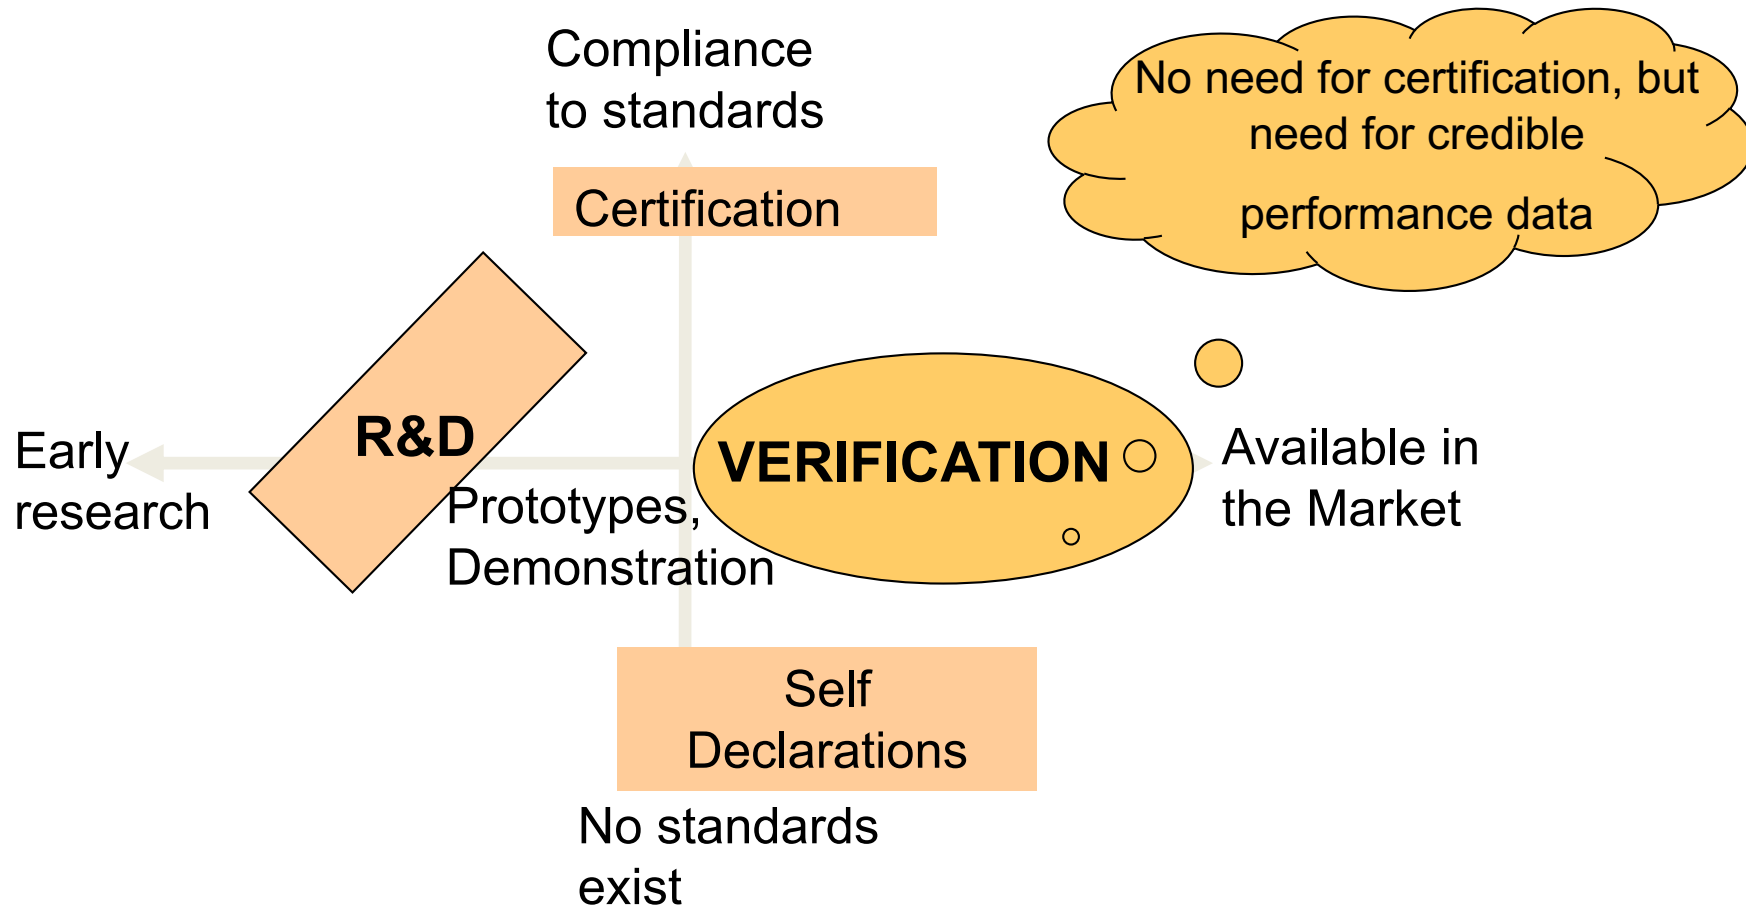 Compliance
to standards
No need for certification, but
need for credible
performance data
Certification
R&D
Early
research
VERIFICATION
Available in
the Market
Prototypes,
Demonstration
Self
Declarations
No standards
exist